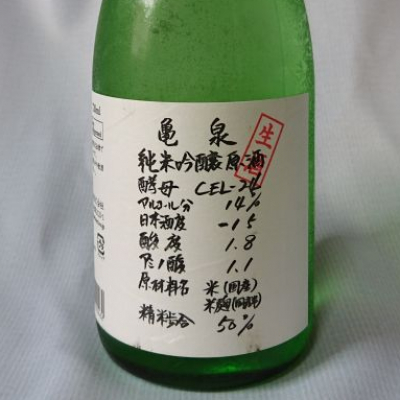 亀泉
生酒
純米吟醸原酒
酵母 CEL-24
アルコール分 14%
日本酒度 -15
酸度 1.8
アミノ酸 1.1
原材料名 米(国産)
米麹(国産米)
精米歩合 50%